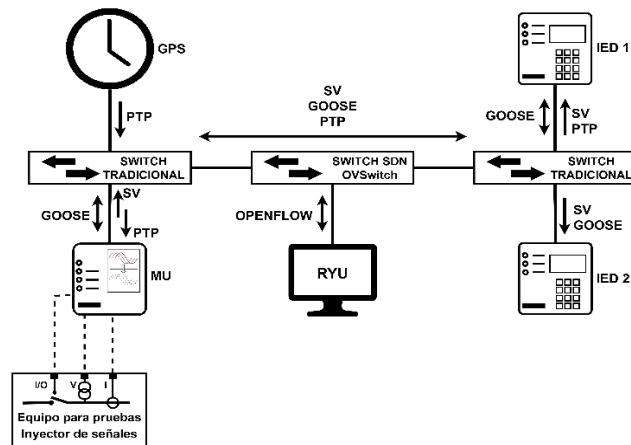 GPS
IED 1
PTP
SV
GOOSE
PTP
GOOSE
SV
PTP
SWITCH
TRADICIONAL
SWITCH SDN
OVSwitch
SWITCH
TRADICIONAL
SV
GOOSE
PTP
OPENFLOW
SV
GOOSE
MU
RYU
IED 2
I/O
V
I
Equipo para pruebas
Inyector de señales